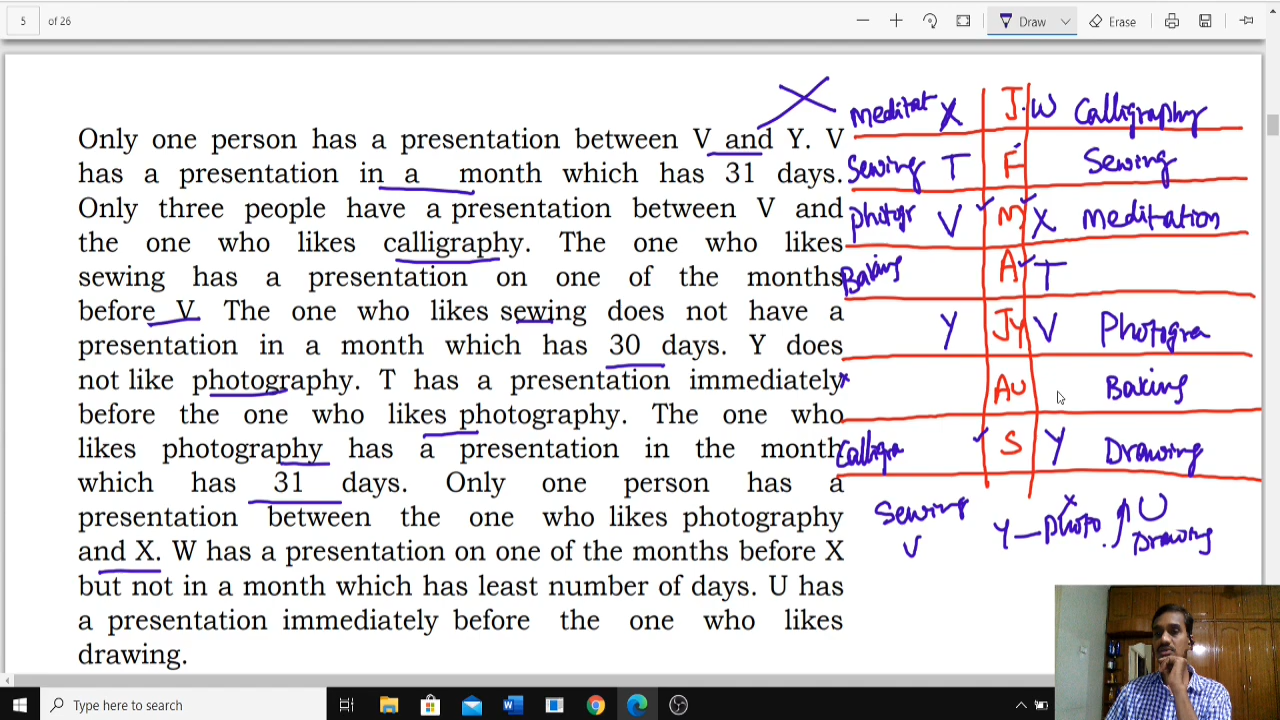 5 of 26
Draw
Erase
Only one person has a presentation between V and Y. V
has a presentation in a month which has 31 days.
Only three people have a presentation between V and
the one who likes calligraphy. The one who likes
sewing has a presentation on one of the months
before V. The one who likes sewing does not have a
presentation in a month which has 30 days. Y does
not like photography. T has a presentation immediately
before the one who likes photography. The one who
likes photography has a presentation in the month
which has 31 days. Only one person has a
presentation between the one who likes photography
and X. W has a presentation on one of the months before X
but not in a month which has least number of days. U has
a presentation immediately before the one who likes
drawing.
meditat X J W Calligraphy
Sewing T F Sewing
Photogr V M X Meditation
Baking A T
Y JY V Photogra
AU Baking
Calligra S Y Drawing
Sewing
V
Y — Photo
U
Drawing
Type here to search